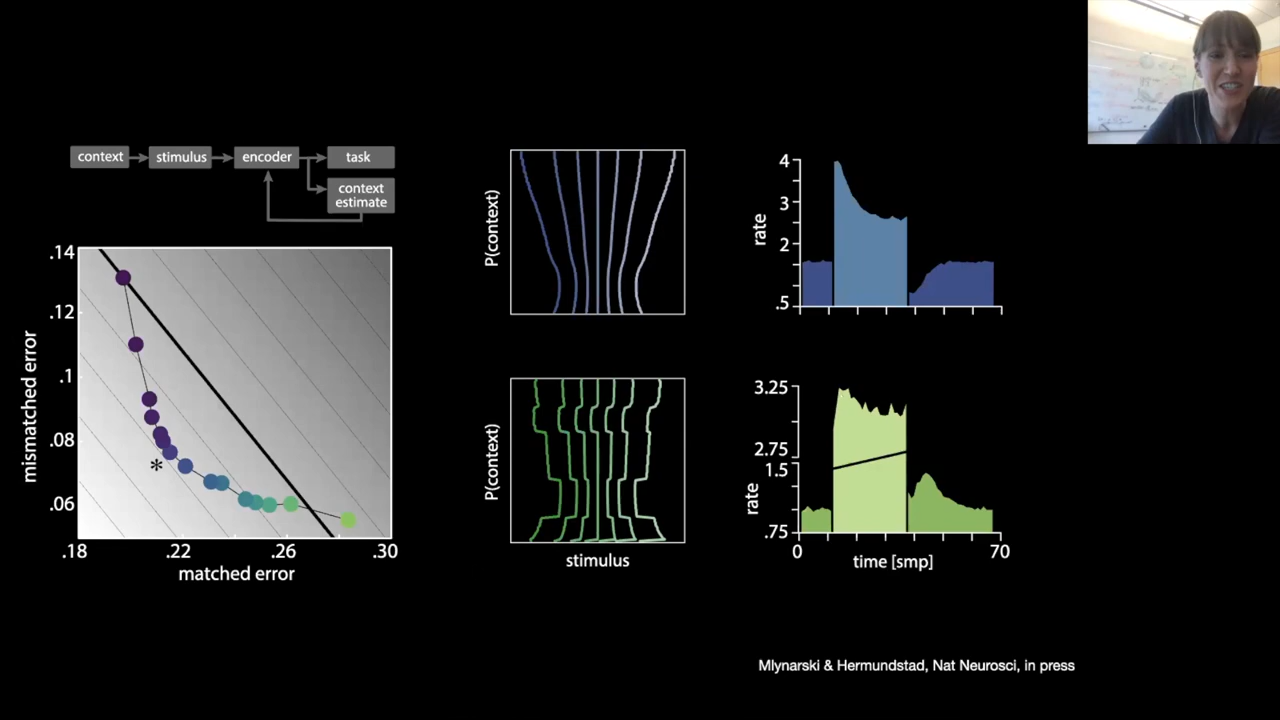 context
stimulus
encoder
task
context
estimate
mismatched error
.14
.12
.1
.08
.06
*
.18
.22
.26
.30
matched error
P(context)
P(context)
stimulus
rate
4
3
2
.5
rate
3.25
2.75
1.5
.75
0
70
time [smp]
Mlynarski & Hermundstad, Nat Neurosci, in press